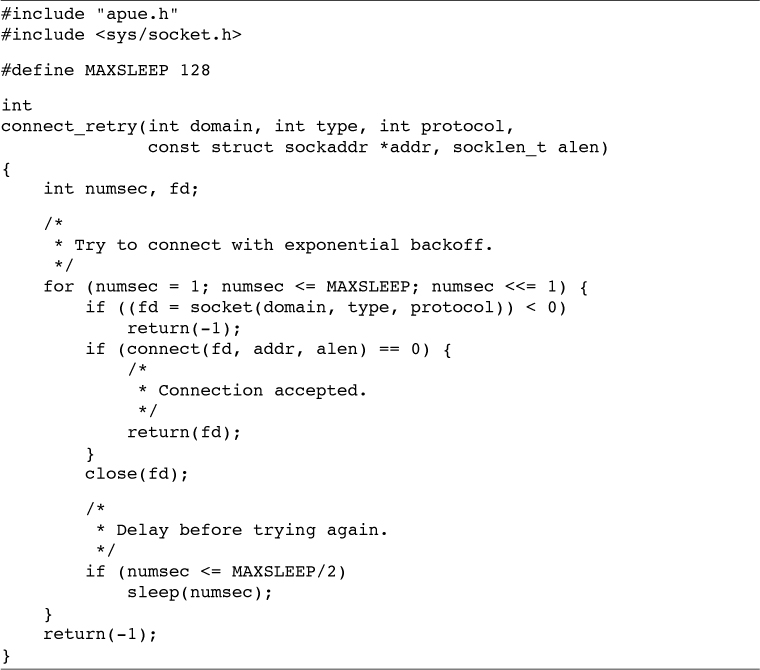 #include "apue.h"
#include <sys/socket.h>

#define MAXSLEEP 128

int
connect_retry(int domain, int type, int protocol,
              const struct sockaddr *addr, socklen_t alen)
{
    int numsec, fd;

    /*
     * Try to connect with exponential backoff.
     */
    for (numsec = 1; numsec <= MAXSLEEP; numsec <<= 1) {
        if ((fd = socket(domain, type, protocol)) < 0)
            return(-1);
        if (connect(fd, addr, alen) == 0) {
            /*
             * Connection accepted.
             */
            return(fd);
        }
        close(fd);

        /*
         * Delay before trying again.
         */
        if (numsec <= MAXSLEEP/2)
            sleep(numsec);
    }
    return(-1);
}